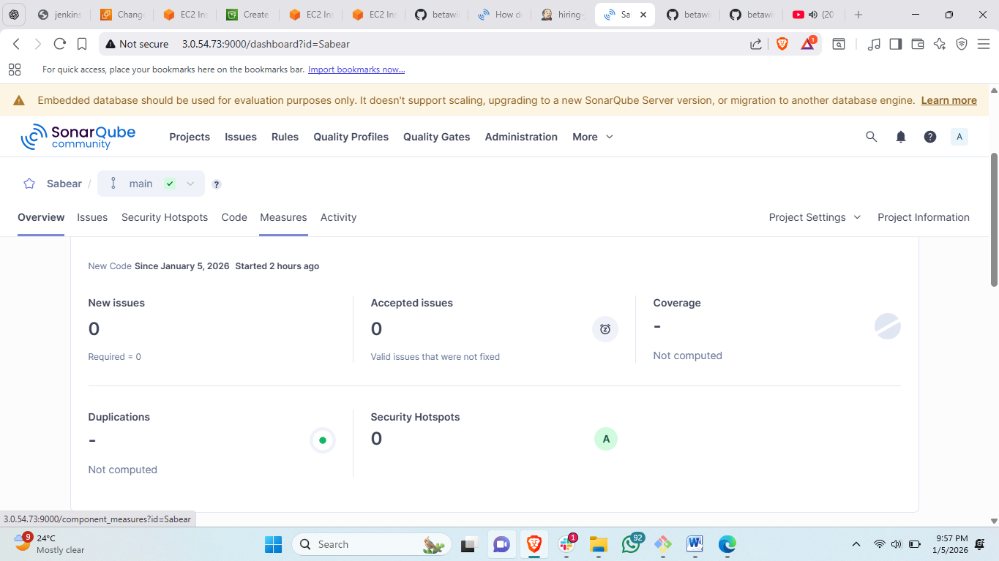 jenkins
Change
EC2 Ins
Create
EC2 Ins
EC2 Ins
betawi
How do
hiring-
Sa
betawi
betawi
(20
Not secure
3.0.54.73:9000/dashboard?id=Sabear
1
For quick access, place your bookmarks here on the bookmarks bar. Import bookmarks now...
Embedded database should be used for evaluation purposes only. It doesn't support scaling, upgrading to a new SonarQube Server version, or migration to another database engine. Learn more
SonarQube
community
Projects
Issues
Rules
Quality Profiles
Quality Gates
Administration
More
?
A
Sabear /
main
?
Overview
Issues
Security Hotspots
Code
Measures
Activity
Project Settings
Project Information
New Code Since January 5, 2026 Started 2 hours ago
New issues
0
Required = 0
Accepted issues
0
Valid issues that were not fixed
Coverage
-
Not computed
Duplications
-
Not computed
Security Hotspots
0
A
3.0.54.73:9000/component_measures?id=Sabear
9
24°C
Mostly clear
Search
1
92
9:57 PM
1/5/2026